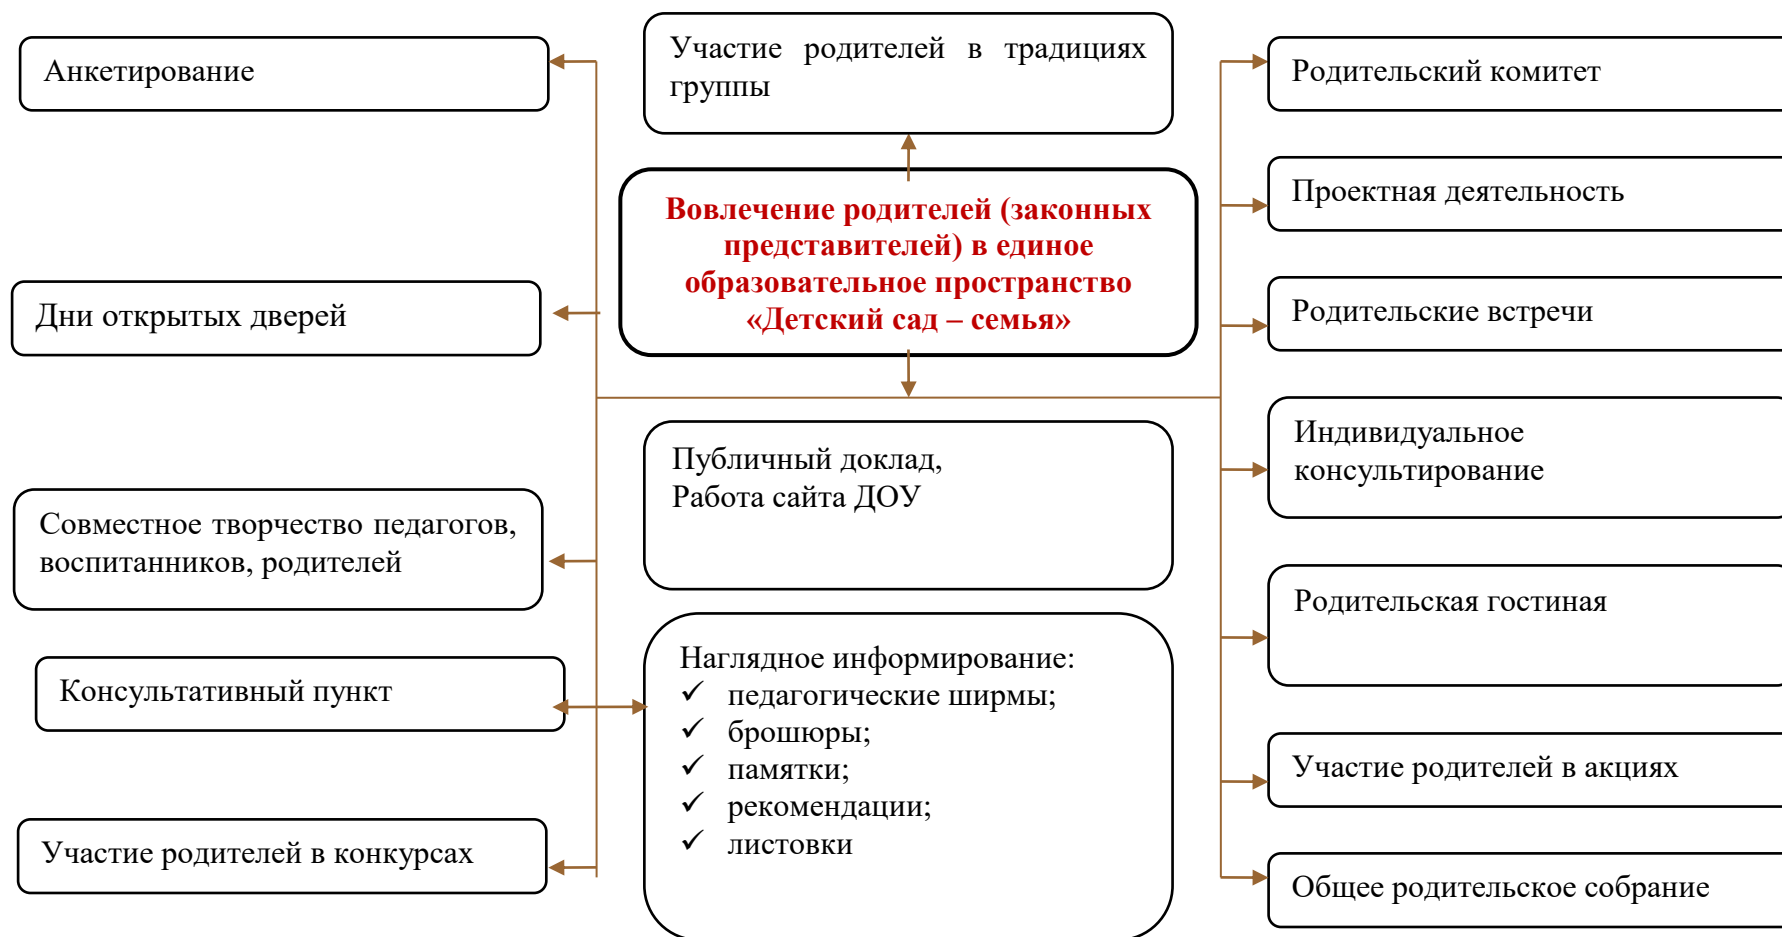 Анкетирование
Дни открытых дверей
Совместное творчество педагогов,
воспитанников, родителей
Консультативный пункт
Участие родителей в конкурсах
Участие родителей в традициях
группы
Вовлечение родителей (законных
представителей) в единое
образовательное пространство
«Детский сад – семья»
Публичный доклад,
Работа сайта ДОУ
Наглядное информирование:
✓ педагогические ширмы;
✓ брошюры;
✓ памятки;
✓ рекомендации;
✓ листовки
Родительский комитет
Проектная деятельность
Родительские встречи
Индивидуальное
консультирование
Родительская гостиная
Участие родителей в акциях
Общее родительское собрание